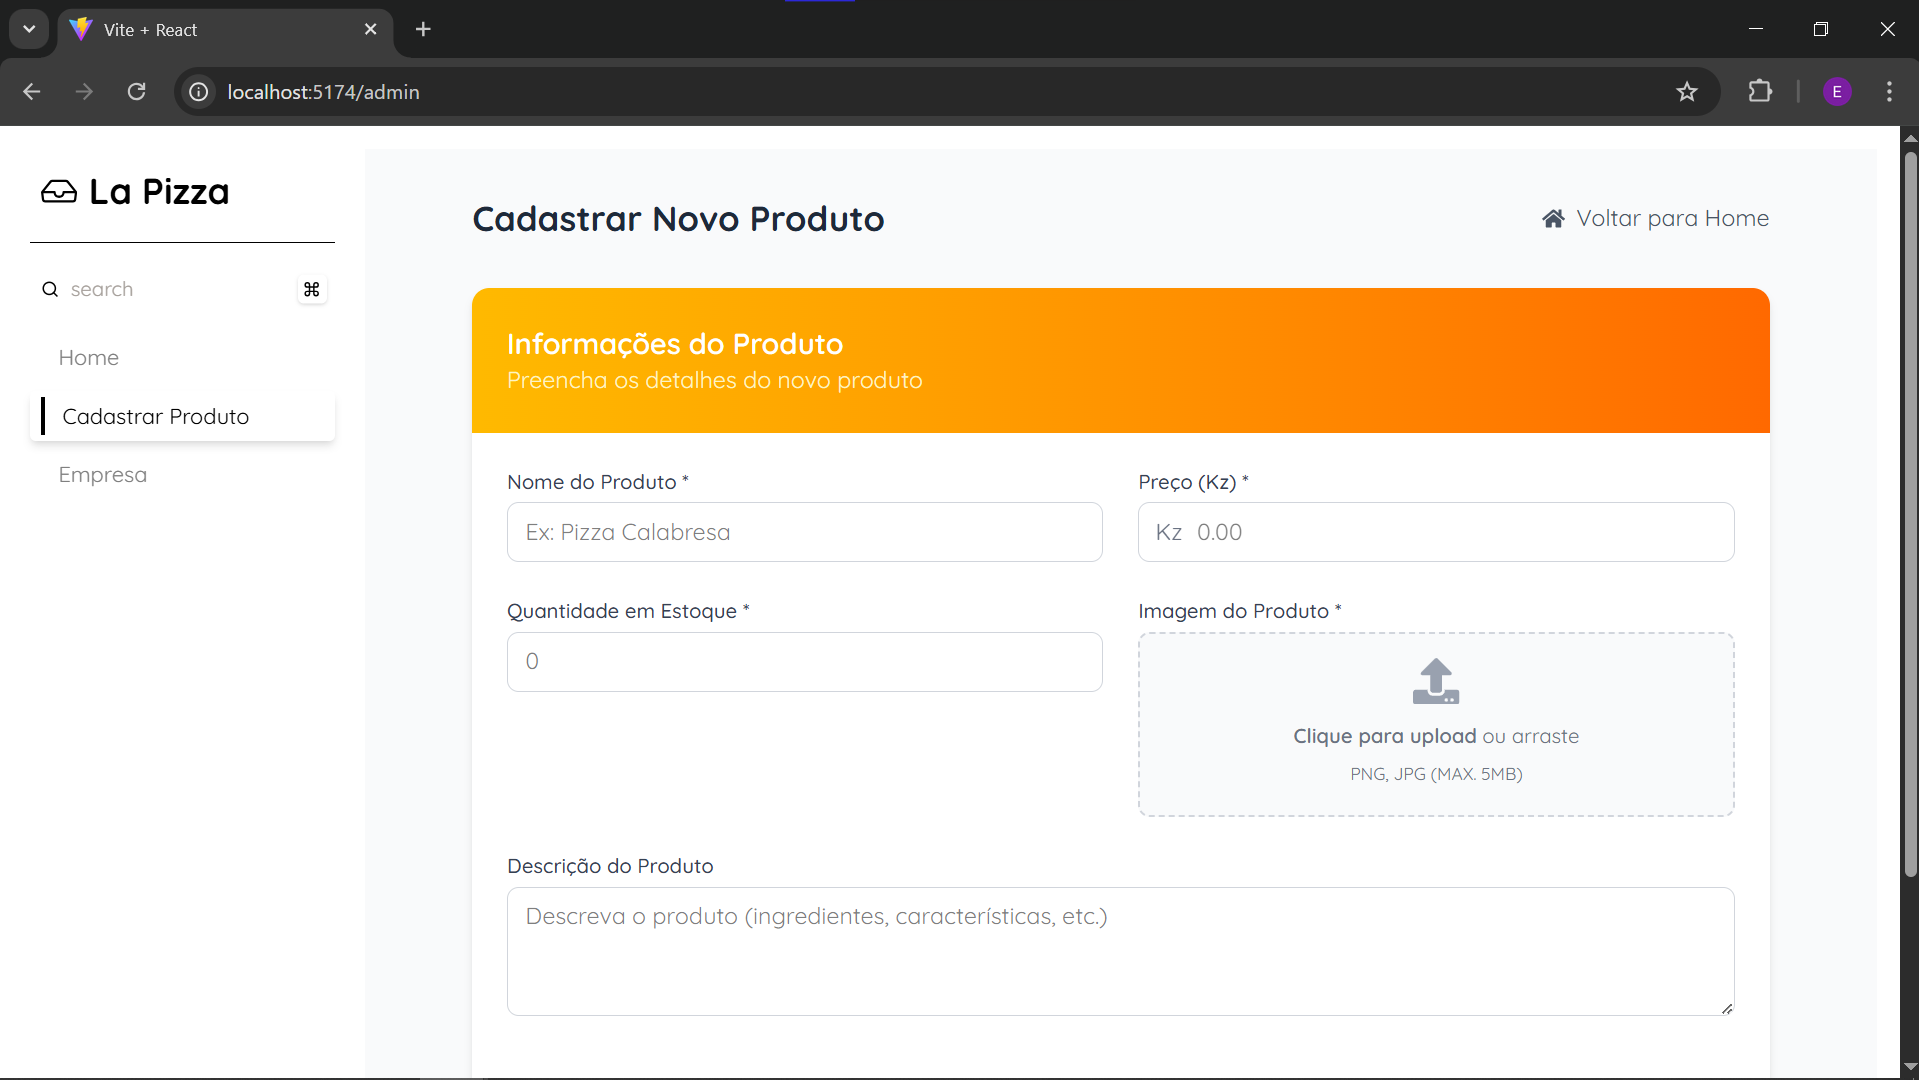 Vite + React
localhost:5174/admin
E
La Pizza
search
⌘
Home
Cadastrar Produto
Empresa
Cadastrar Novo Produto
Voltar para Home
Informações do Produto
Preencha os detalhes do novo produto
Nome do Produto *
Ex: Pizza Calabresa
Preço (Kz) *
Kz 0.00
Quantidade em Estoque *
0
Imagem do Produto *
Clique para upload ou arraste
PNG, JPG (MAX. 5MB)
Descrição do Produto
Descreva o produto (ingredientes, características, etc.)